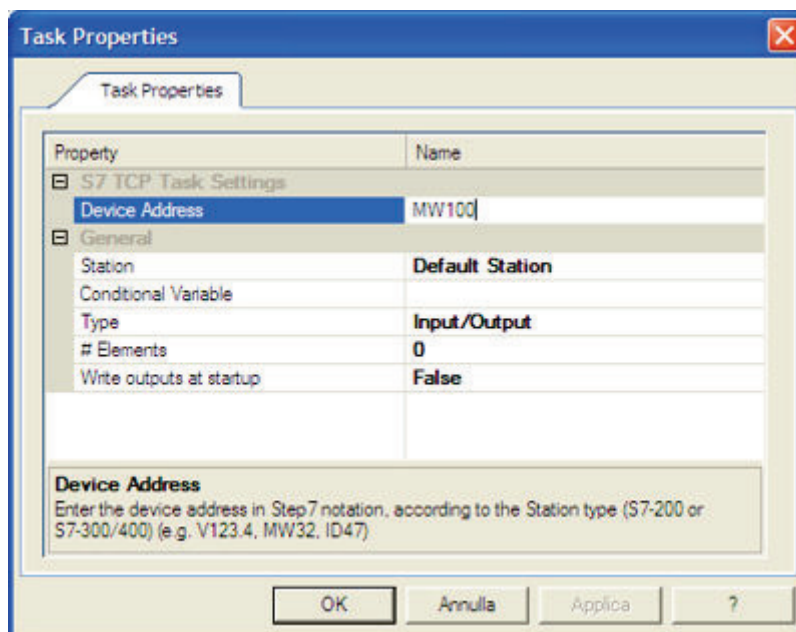 Task Properties
Task Properties
Property Name
S7 TCP Task Settings
Device Address MW100
General
Station Default Station
Conditional Variable
Type Input/Output
# Elements 0
Write outputs at startup False
Device Address
Enter the device address in Step7 notation, according to the Station type (S7-200 or
S7-300/400) (e.g. V123.4, MW32, ID47)
OK Annulla Applica ?